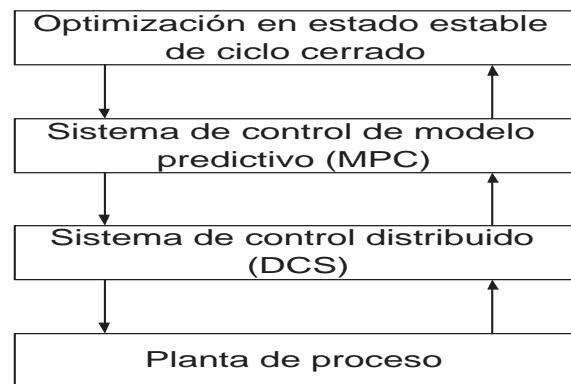 Optimización en estado estable
de ciclo cerrado
Sistema de control de modelo
predictivo (MPC)
Sistema de control distribuido
(DCS)
Planta de proceso